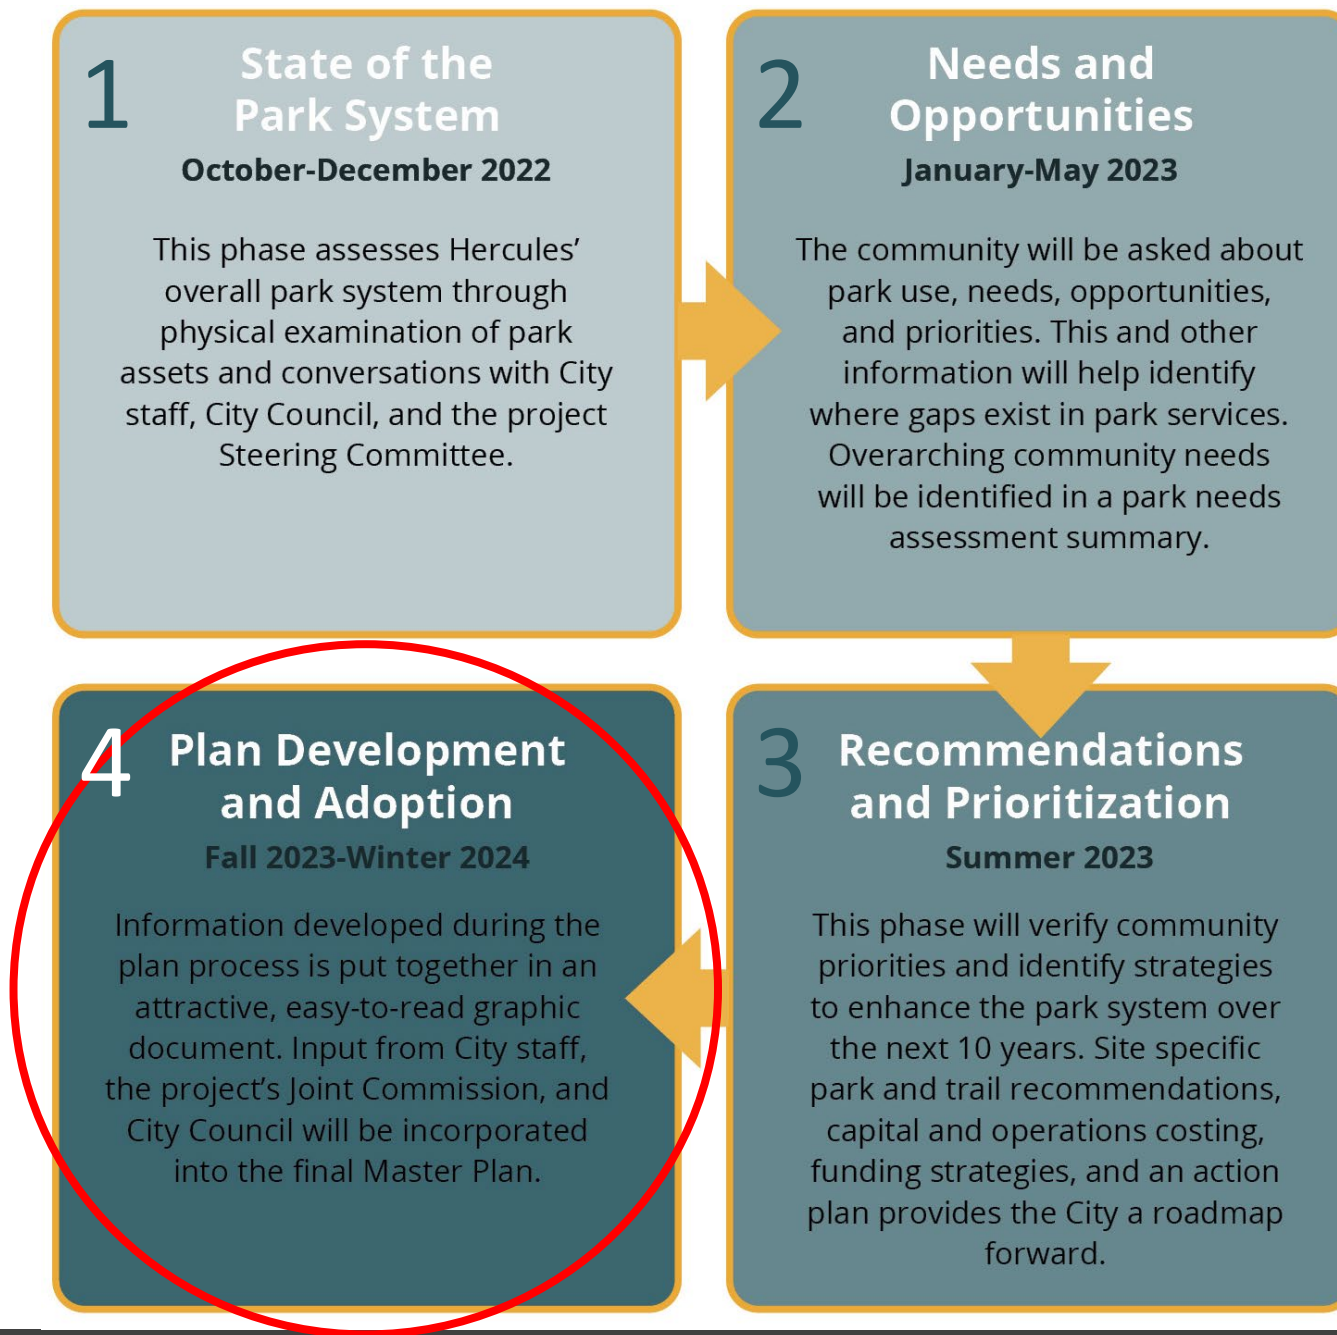 1
State of the
Park System
October-December 2022
This phase assesses Hercules’
overall park system through
physical examination of park
assets and conversations with City
staff, City Council, and the project
Steering Committee.
2
Needs and
Opportunities
January-May 2023
The community will be asked about
park use, needs, opportunities,
and priorities. This and other
information will help identify
where gaps exist in park services.
Overarching community needs
will be identified in a park needs
assessment summary.
3
Recommendations
and Prioritization
Summer 2023
This phase will verify community
priorities and identify strategies
to enhance the park system over
the next 10 years. Site specific
park and trail recommendations,
capital and operations costing,
funding strategies, and an action
plan provides the City a roadmap
forward.
4
Plan Development
and Adoption
Fall 2023-Winter 2024
Information developed during the
plan process is put together in an
attractive, easy-to-read graphic
document. Input from City staff,
the project’s Joint Commission, and
City Council will be incorporated
into the final Master Plan.